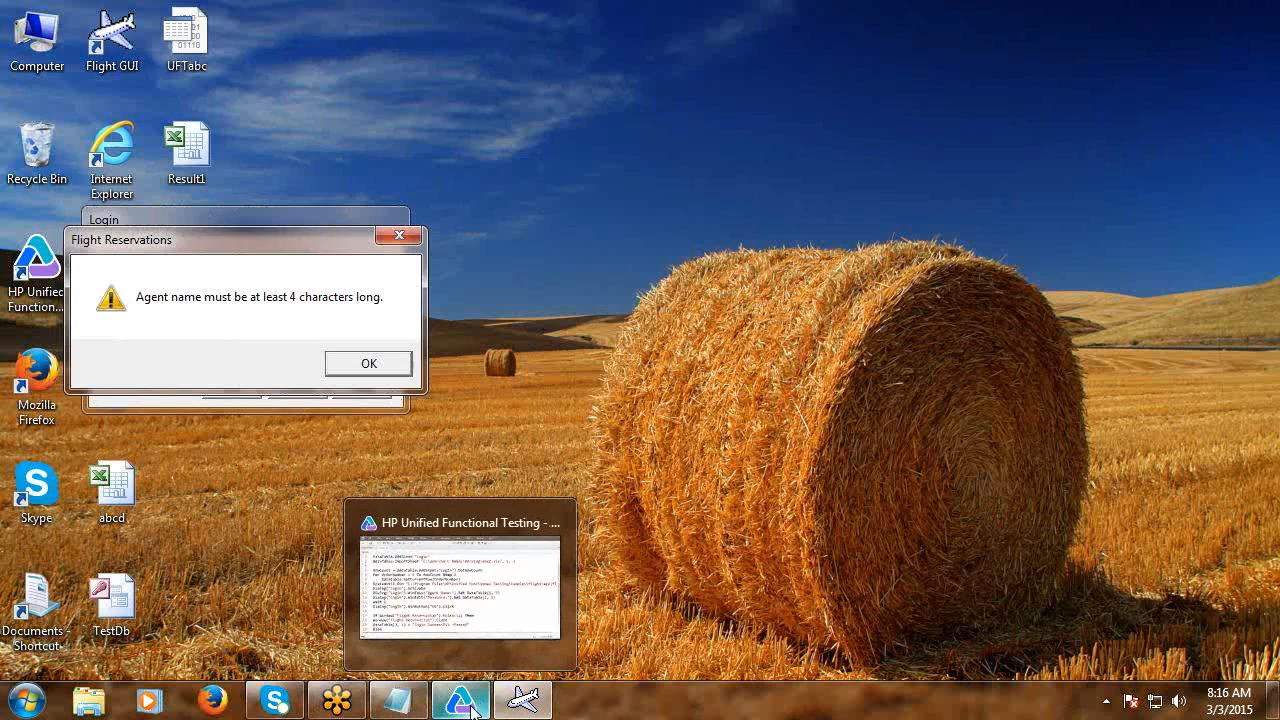 Computer
Flight GUI
UFTabc
Recycle Bin
Internet
Explorer
Result1
Login
Flight Reservations
Agent name must be at least 4 characters long.
OK
HP Unified
Function...
Mozilla
Firefox
Skype
abcd
HP Unified Functional Testing - ...
Documents -
Shortcut
TestDb
8:16 AM
3/3/2015